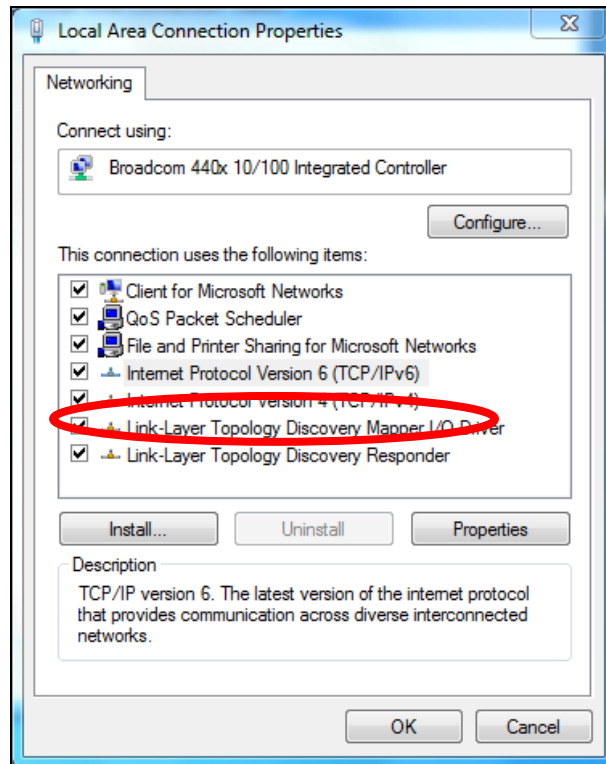 Local Area Connection Properties
Networking
Connect using:
Broadcom 440x 10/100 Integrated Controller
Configure...
This connection uses the following items:
Client for Microsoft Networks
QoS Packet Scheduler
File and Printer Sharing for Microsoft Networks
Internet Protocol Version 6 (TCP/IPv6)
Internet Protocol Version 4 (TCP/IPv4)
Link-Layer Topology Discovery Mapper I/O Driver
Link-Layer Topology Discovery Responder
Install...
Uninstall
Properties
Description
TCP/IP version 6. The latest version of the internet protocol
that provides communication across diverse interconnected
networks.
OK
Cancel